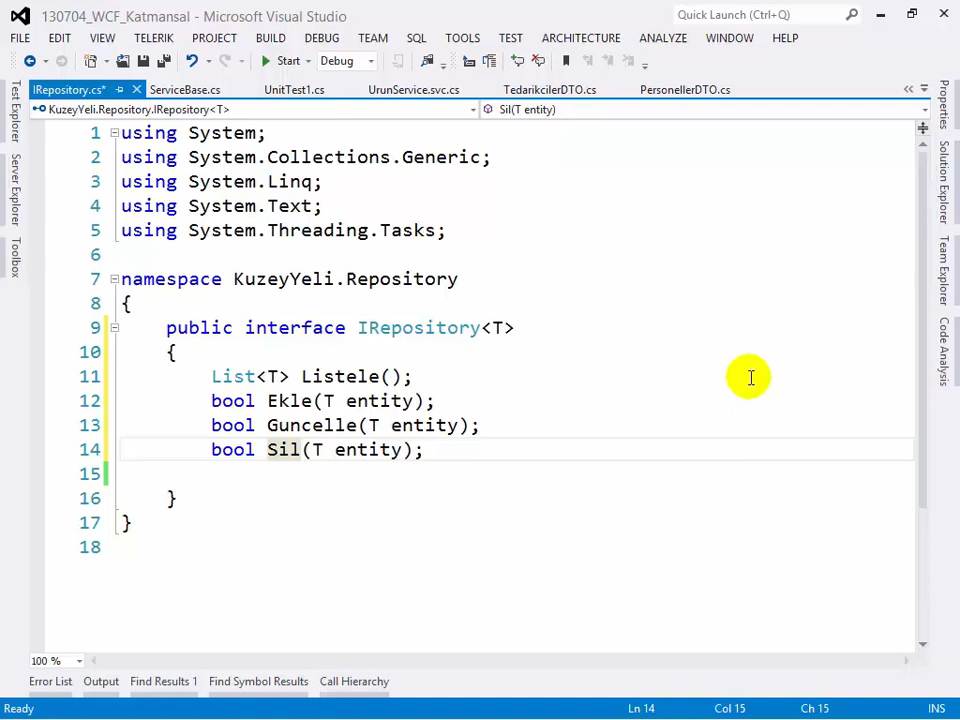 130704_WCF_Katmansal - Microsoft Visual Studio
Quick Launch (Ctrl+Q)
FILE EDIT VIEW TELERIK PROJECT BUILD DEBUG TEAM SQL TOOLS TEST ARCHITECTURE ANALYZE WINDOW HELP
Start Debug
IRepository.cs* ServiceBase.cs UnitTest1.cs UrunService.svc.cs TedarikcilerDTO.cs PersonellerDTO.cs
KuzeyYeli.Repository.IRepository<T> Sil(T entity)
1 using System;
2 using System.Collections.Generic;
3 using System.Linq;
4 using System.Text;
5 using System.Threading.Tasks;
6
7 namespace KuzeyYeli.Repository
8 {
9 public interface IRepository<T>
10 {
11 List<T> Listele();
12 bool Ekle(T entity);
13 bool Guncelle(T entity);
14 bool Sil(T entity);
15
16 }
17 }
18
Test Explorer
Server Explorer
Toolbox
Properties
Solution Explorer
Team Explorer
Code Analysis
100 %
Error List Output Find Results 1 Find Symbol Results Call Hierarchy
Ready Ln 14 Col 15 Ch 15 INS